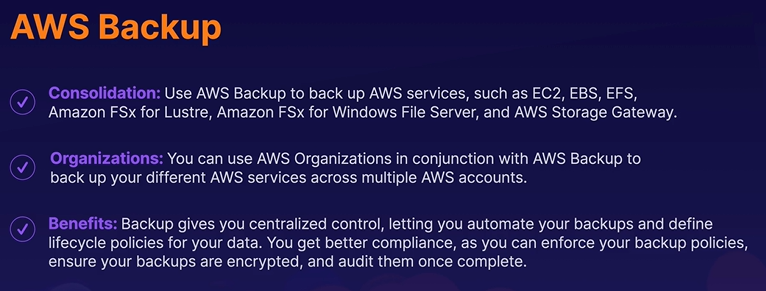 AWS Backup
Consolidation: Use AWS Backup to back up AWS services, such as EC2, EBS, EFS,
Amazon FSx for Lustre, Amazon FSx for Windows File Server, and AWS Storage Gateway.
Organizations: You can use AWS Organizations in conjunction with AWS Backup to
back up your different AWS services across multiple AWS accounts.
Benefits: Backup gives you centralized control, letting you automate your backups and define
lifecycle policies for your data. You get better compliance, as you can enforce your backup policies,
ensure your backups are encrypted, and audit them once complete.